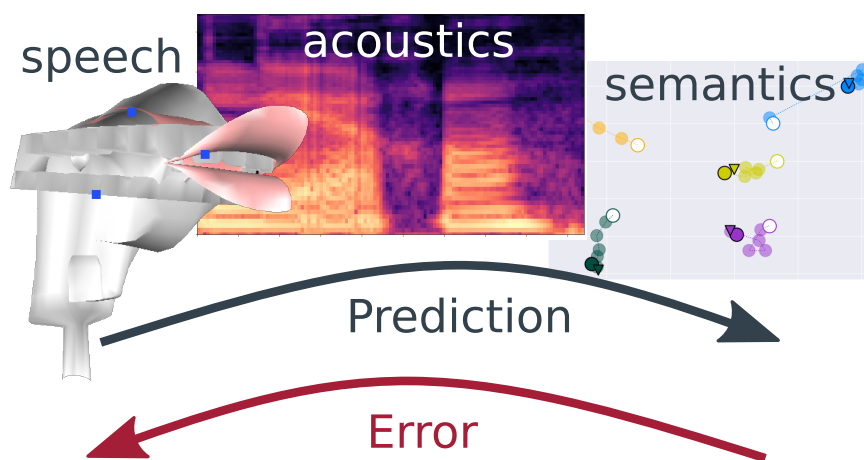 speech
acoustics
semantics
Prediction
Error